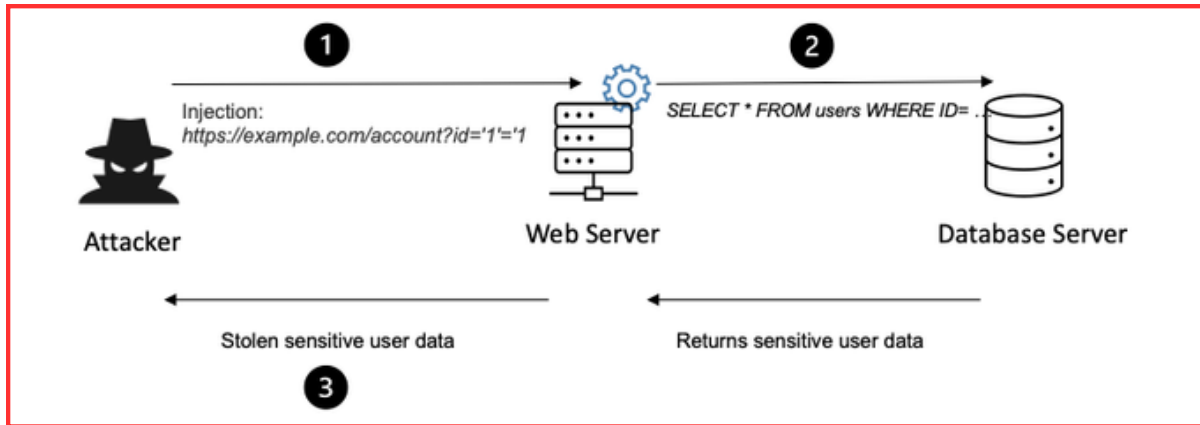 1
2
Injection:
https://example.com/account?id='1'='1
SELECT * FROM users WHERE ID= ...
Attacker
Web Server
Database Server
Stolen sensitive user data
Returns sensitive user data
3